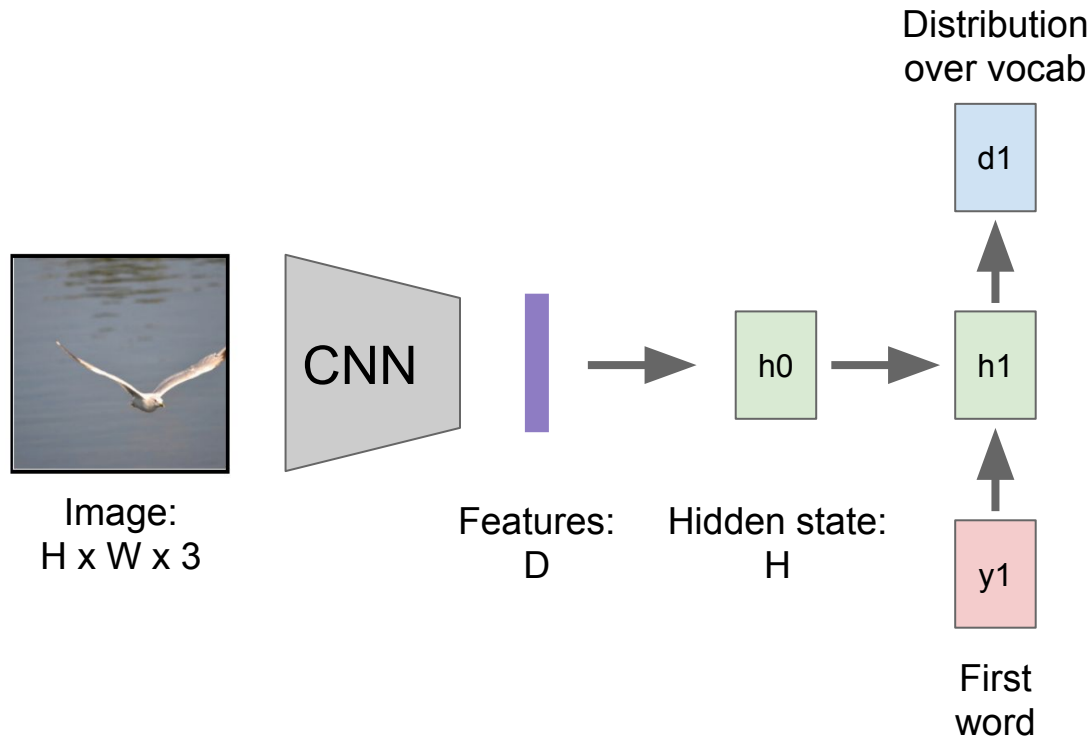 Distribution
over vocab
d1
CNN
h0
h1
Image:
H x W x 3
Features:
D
Hidden state:
H
y1
First
word